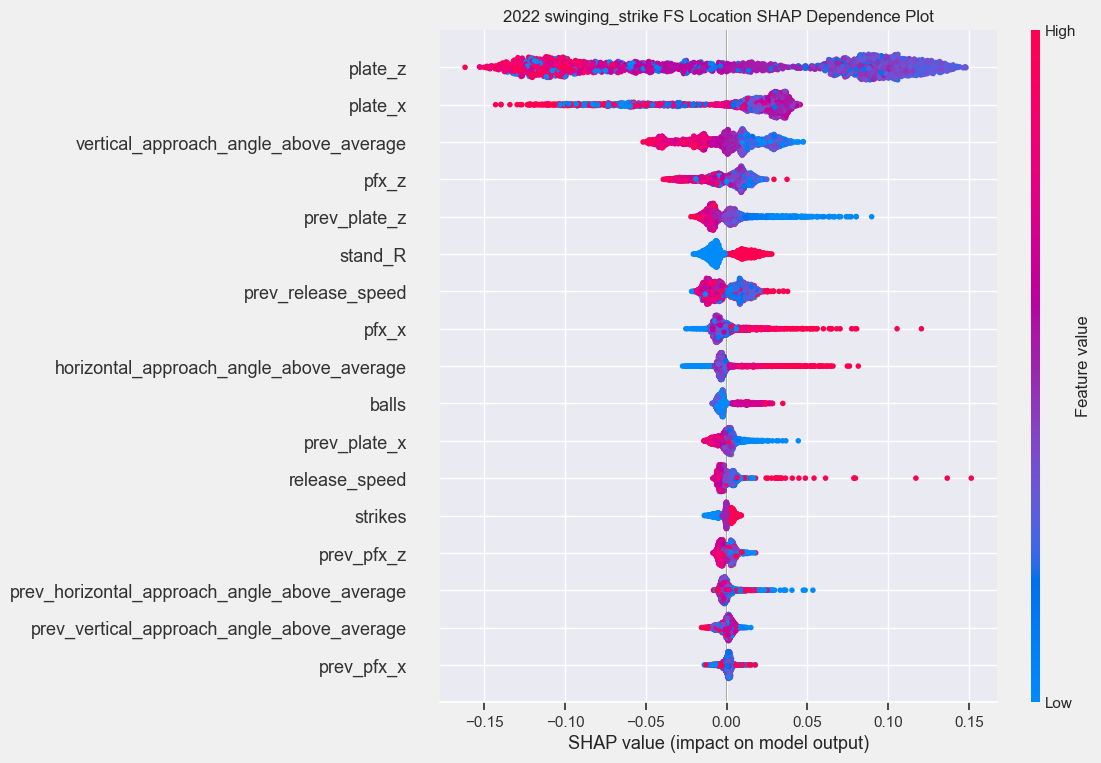 2022 swinging_strike FS Location SHAP Dependence Plot
High
plate_z
plate_x
vertical_approach_angle_above_average
pfx_z
prev_plate_z
stand_R
prev_release_speed
pfx_x
horizontal_approach_angle_above_average
balls
prev_plate_x
release_speed
strikes
prev_pfx_z
prev_horizontal_approach_angle_above_average
prev_vertical_approach_angle_above_average
prev_pfx_x
Feature value
Low
−0.15 −0.10 −0.05 0.00 0.05 0.10 0.15
SHAP value (impact on model output)